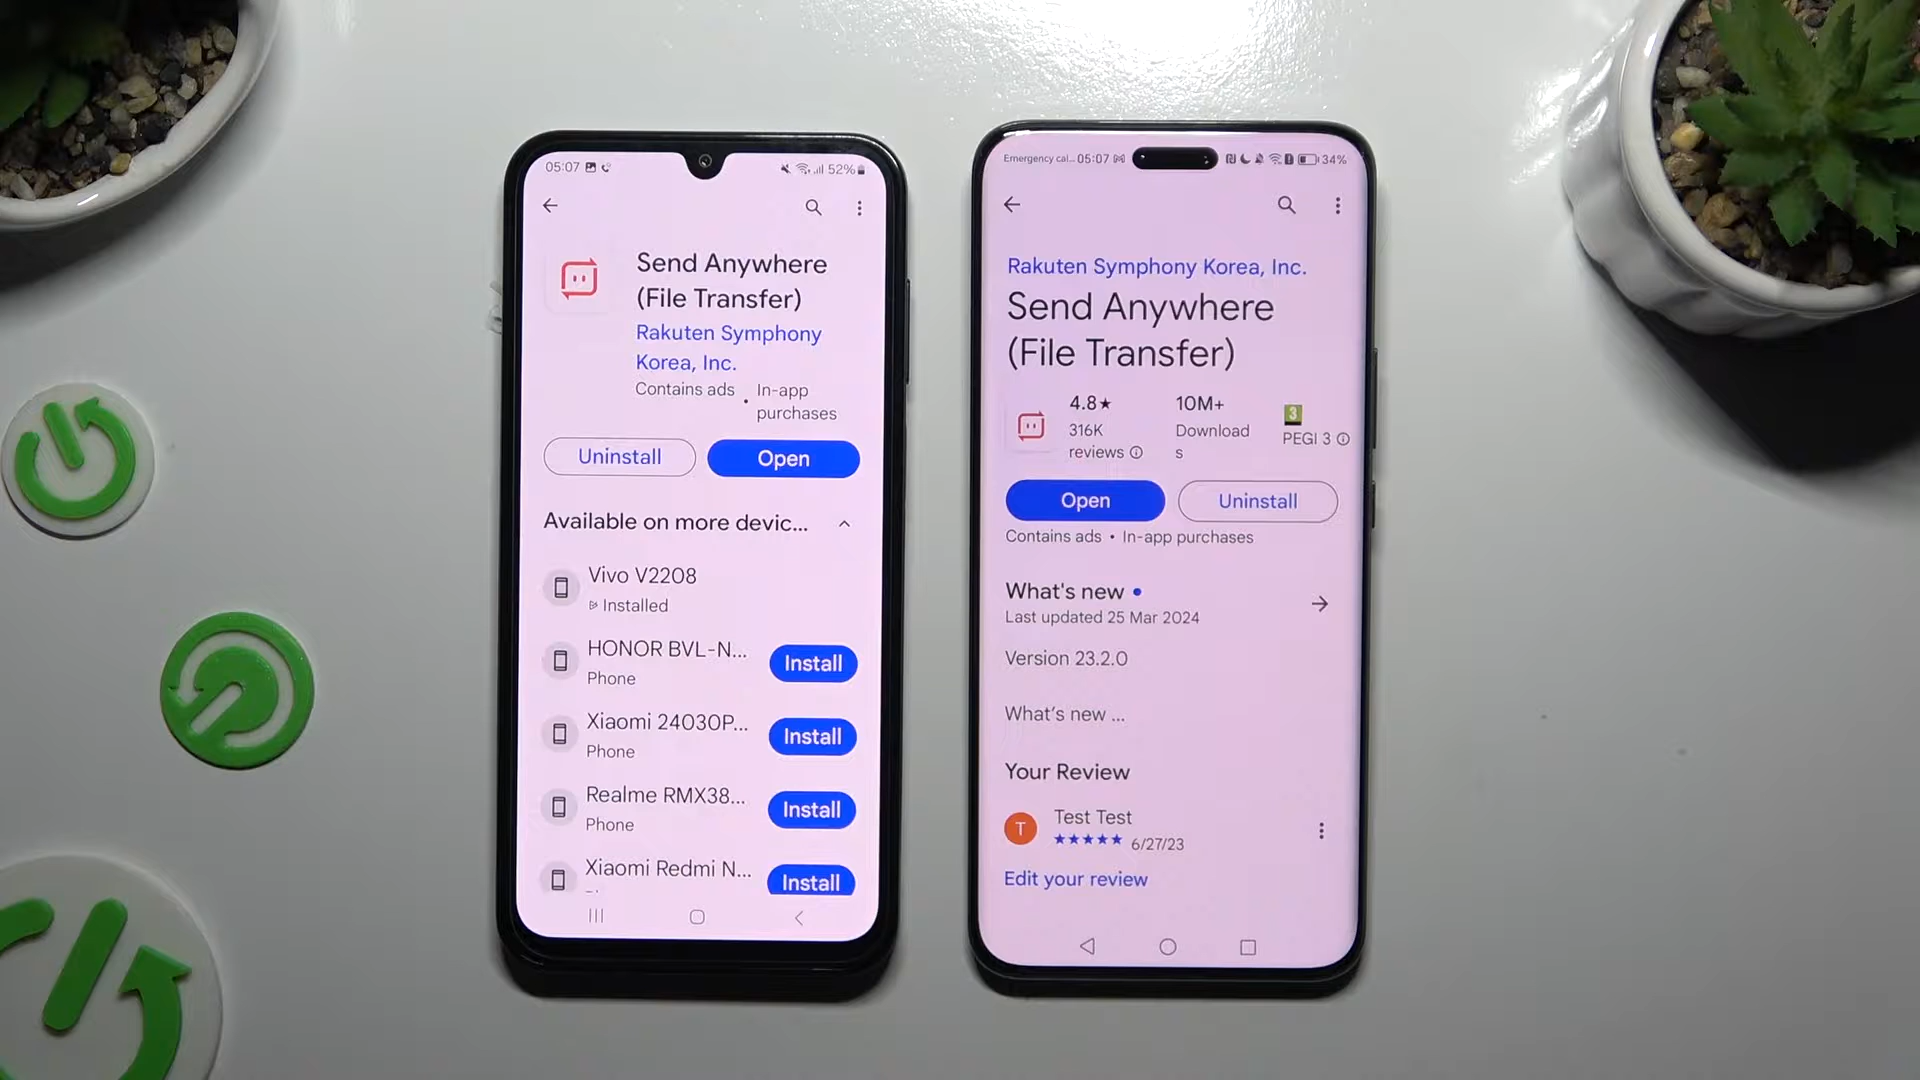 05:07
52%
Send Anywhere
(File Transfer)
Rakuten Symphony
Korea, Inc.
Contains ads • In-app
purchases
Uninstall
Open
Available on more devic...
Vivo V2208
Installed
HONOR BVL-N...
Phone
Install
Xiaomi 24030P...
Phone
Install
Realme RMX38...
Phone
Install
Xiaomi Redmi N...
Install
Emergency cal... 05:07
34%
Rakuten Symphony Korea, Inc.
Send Anywhere
(File Transfer)
4.8★
316K
reviews
10M+
Download
s
3
PEGI 3
Open
Uninstall
Contains ads • In-app purchases
What's new •
Last updated 25 Mar 2024
Version 23.2.0
What's new ...
Your Review
T
Test Test
★★★★★ 6/27/23
Edit your review